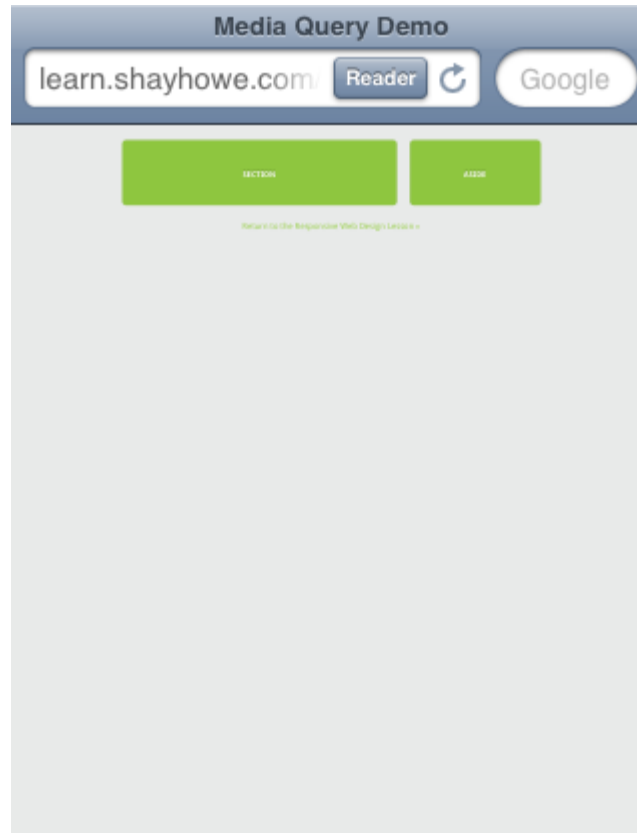 Media Query Demo
learn.shayhowe.com/ Reader Google
SECTION ASIDE
Return to the Responsive Web Design Lesson »